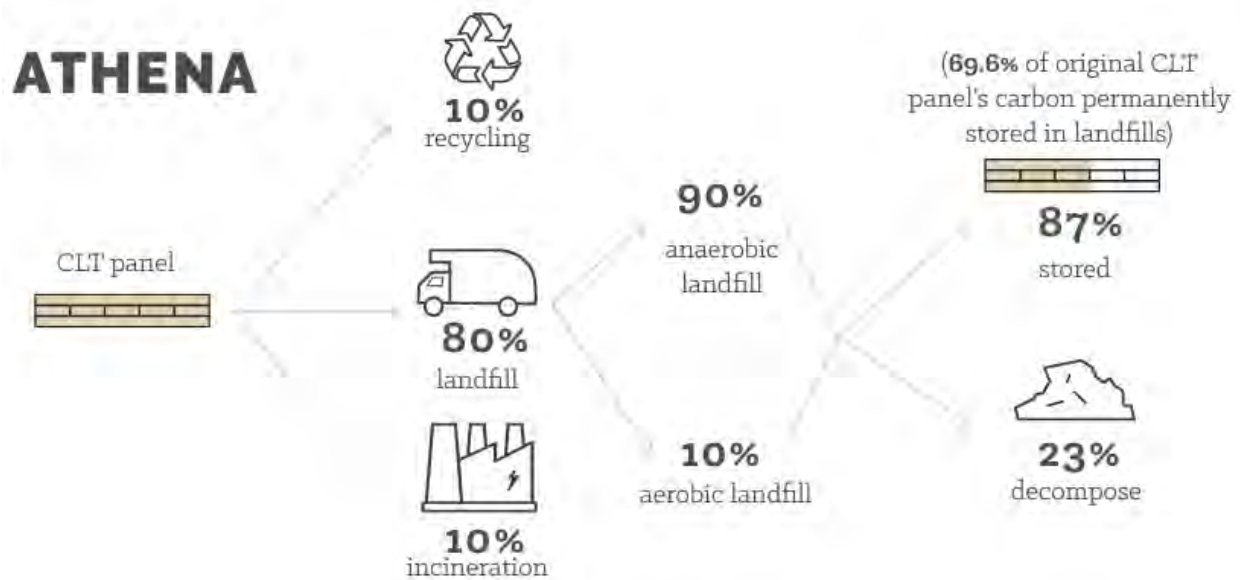 ATHENA
CLT panel
10%
recycling
80%
landfill
10%
incineration
90%
anaerobic
landfill
10%
aerobic landfill
(69.6% of original CLT
panel's carbon permanently
stored in landfills)
87%
stored
23%
decompose